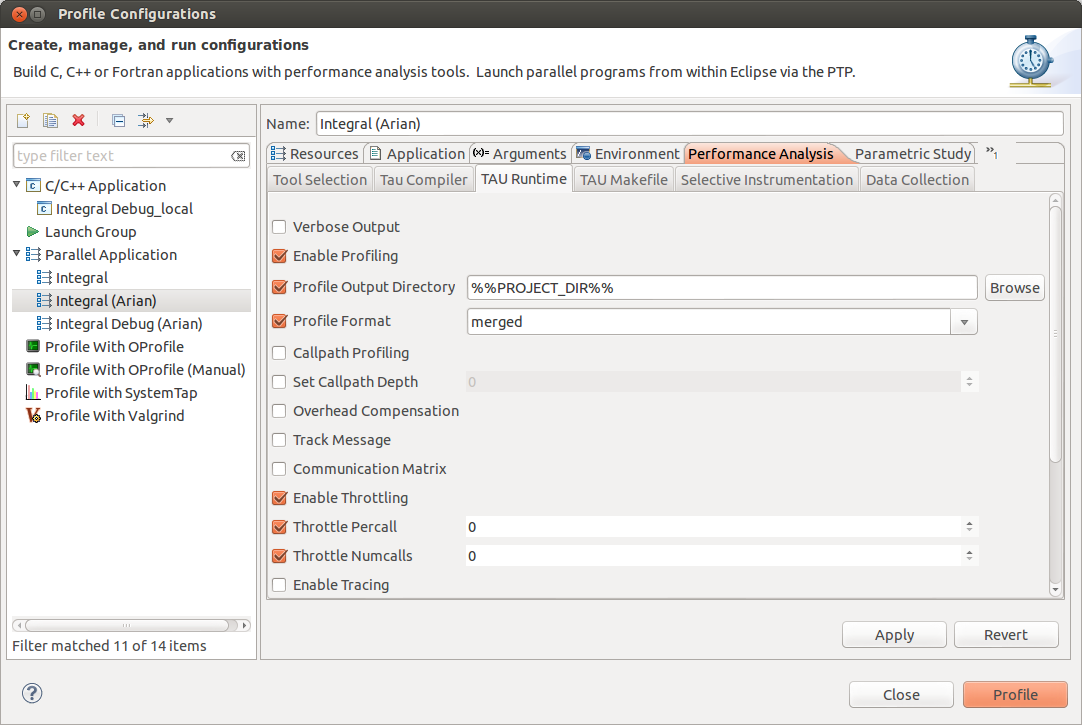 Profile Configurations
Create, manage, and run configurations
Build C, C++ or Fortran applications with performance analysis tools. Launch parallel programs from within Eclipse via the PTP.
type filter text
C/C++ Application
Integral Debug_local
Launch Group
Parallel Application
Integral
Integral (Arian)
Integral Debug (Arian)
Profile With OProfile
Profile With OProfile (Manual)
Profile with SystemTap
Profile With Valgrind
Filter matched 11 of 14 items
Name: Integral (Arian)
Resources Application (x)= Arguments Environment Performance Analysis Parametric Study »1
Tool Selection Tau Compiler TAU Runtime TAU Makefile Selective Instrumentation Data Collection
Verbose Output
Enable Profiling
Profile Output Directory %%PROJECT_DIR%% Browse
Profile Format merged
Callpath Profiling
Set Callpath Depth 0
Overhead Compensation
Track Message
Communication Matrix
Enable Throttling
Throttle Percall 0
Throttle Numcalls 0
Enable Tracing
Apply Revert
? Close Profile